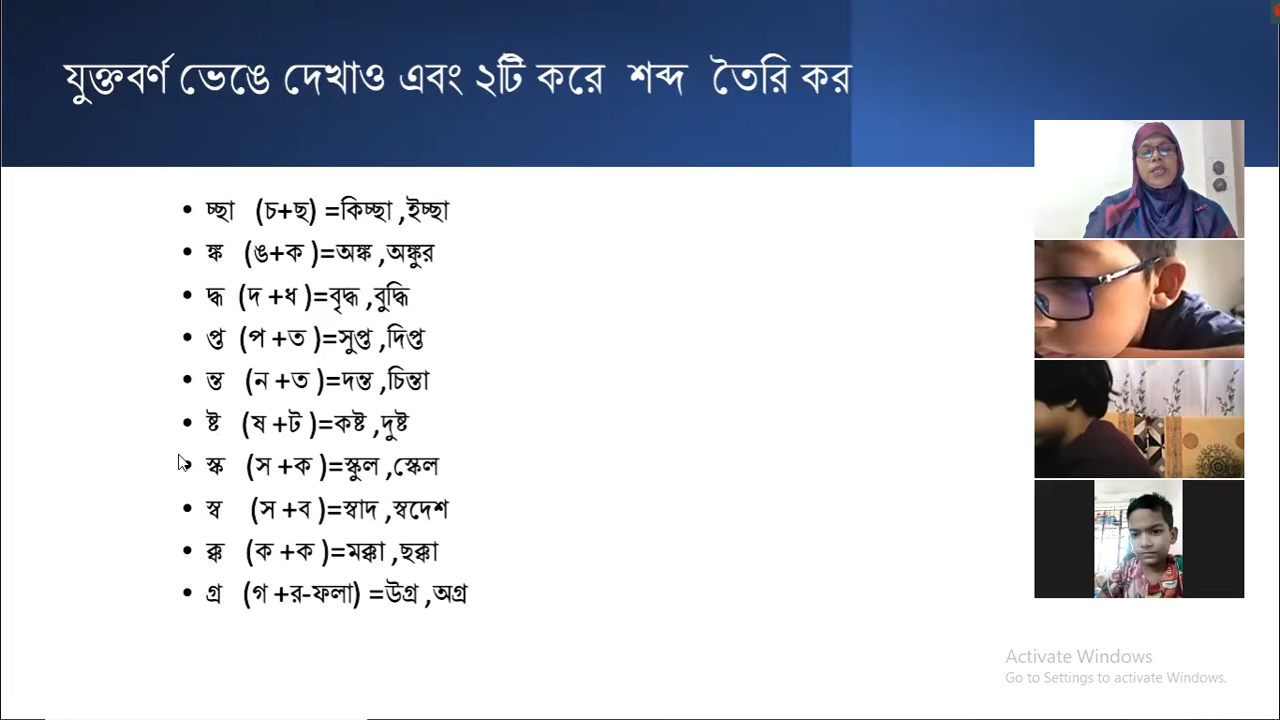 যুক্তবর্ণ ভেঙে দেখাও এবং ২টি করে শব্দ তৈরি কর
• চ্ছা (চ+ছ) =কিচ্ছা ,ইচ্ছা
• ঙ্ক (ঙ+ক )=অঙ্ক ,অঙ্কুর
• দ্ধ (দ +ধ )=বৃদ্ধ ,বুদ্ধি
• প্ত (প +ত )=সুপ্ত ,দিপ্ত
• ন্ত (ন +ত )=দন্ত ,চিন্তা
• ষ্ট (ষ +ট )=কষ্ট ,দুষ্ট
• স্ক (স +ক )=স্কুল ,স্কেল
• স্ব (স +ব )=স্বাদ ,স্বদেশ
• ক্ক (ক +ক )=মক্কা ,ছক্কা
• গ্র (গ +র-ফলা) =উগ্র ,অগ্র
Activate Windows
Go to Settings to activate Windows.